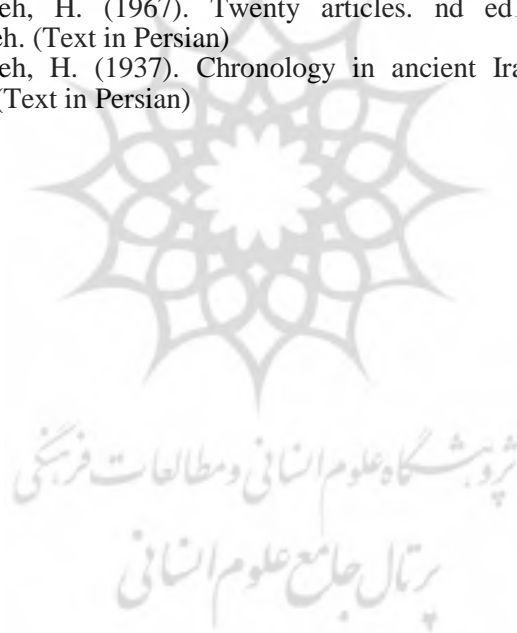 eh, H. (1967). Twenty articles. nd ed.
eh. (Text in Persian)
eh, H. (1937). Chronology in ancient Ira
(Text in Persian)
پژوهشگاه علوم انسانی و مطالعات فرهنگی
پرتال جامع علوم انسانی